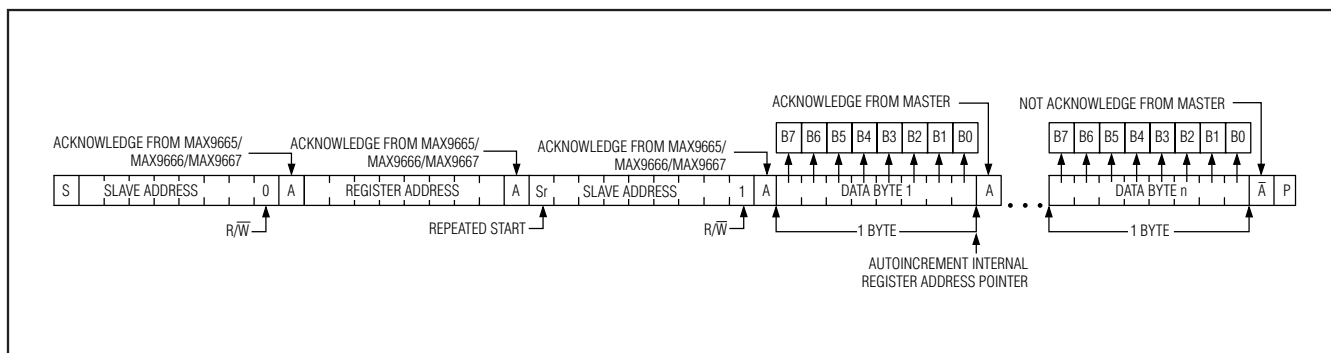 ACKNOWLEDGE FROM MASTER
NOT ACKNOWLEDGE FROM MASTER
B7 B6 B5 B4 B3 B2 B1 B0
B7 B6 B5 B4 B3 B2 B1 B0
ACKNOWLEDGE FROM MAX9665/
MAX9666/MAX9667
ACKNOWLEDGE FROM MAX9665/
MAX9666/MAX9667
ACKNOWLEDGE FROM MAX9665/
MAX9666/MAX9667
S SLAVE ADDRESS 0 A REGISTER ADDRESS A Sr SLAVE ADDRESS 1 A DATA BYTE 1 A • • • DATA BYTE n A̅ P
R/W̅
REPEATED START
R/W̅
1 BYTE
1 BYTE
AUTOINCREMENT INTERNAL
REGISTER ADDRESS POINTER